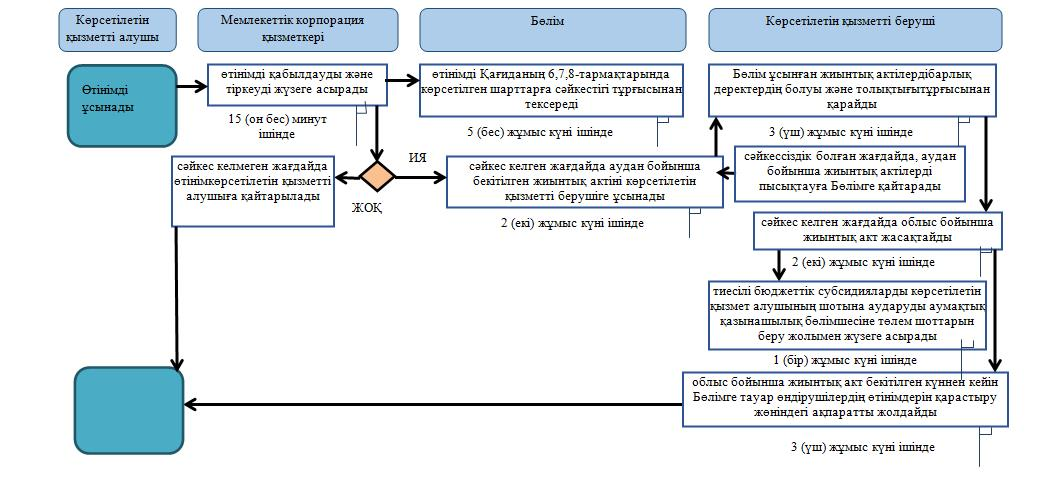 Көрсетілетін
қызметті алушы
Мемлекеттік корпорация
қызметкері
Бөлім
Көрсетілетін қызметті беруші
Өтінімді
ұсынады
өтінімді қабылдауды және
тіркеуді жүзеге асырады
15 (он бес) минут
ішінде
өтінімді Қағиданың 6,7,8-тармақтарында
көрсетілген шарттарға сәйкестігі тұрғысынан
тексереді
5 (бес) жұмыс күні ішінде
Бөлім ұсынған жиынтық актілердібарлық
деректердің болуы және толықтығытұрғысынан
қарайды
3 (үш) жұмыс күні ішінде
сәйкес келмеген жағдайда
өтінімкөрсетілетін қызметті
алушыға қайтарылады
ИЯ
ЖОҚ
сәйкес келген жағдайда аудан бойынша
бекітілген жиынтық актіні көрсетілетін
қызметті берушіге ұсынады
2 (екі) жұмыс күні ішінде
сәйкессіздік болған жағдайда, аудан
бойынша жиынтық актілерді
пысықтауға Бөлімге қайтарады
сәйкес келген жағдайда облыс бойынша
жиынтық акт жасақтайды
2 (екі) жұмыс күні ішінде
тиесілі бюджеттік субсидияларды көрсетілетін
қызмет алушының шотына аударуды аумақтық
қазынашылық бөлімшесіне төлем шоттарын
беру жолымен жүзеге асырады
1 (бір) жұмыс күні ішінде
облыс бойынша жиынтық акт бекітілген күннен кейін
Бөлімге тауар өндірушілердің өтінімдерін қарастыру
жөніндегі ақпаратты жолдайды
3 (үш) жұмыс күні ішінде